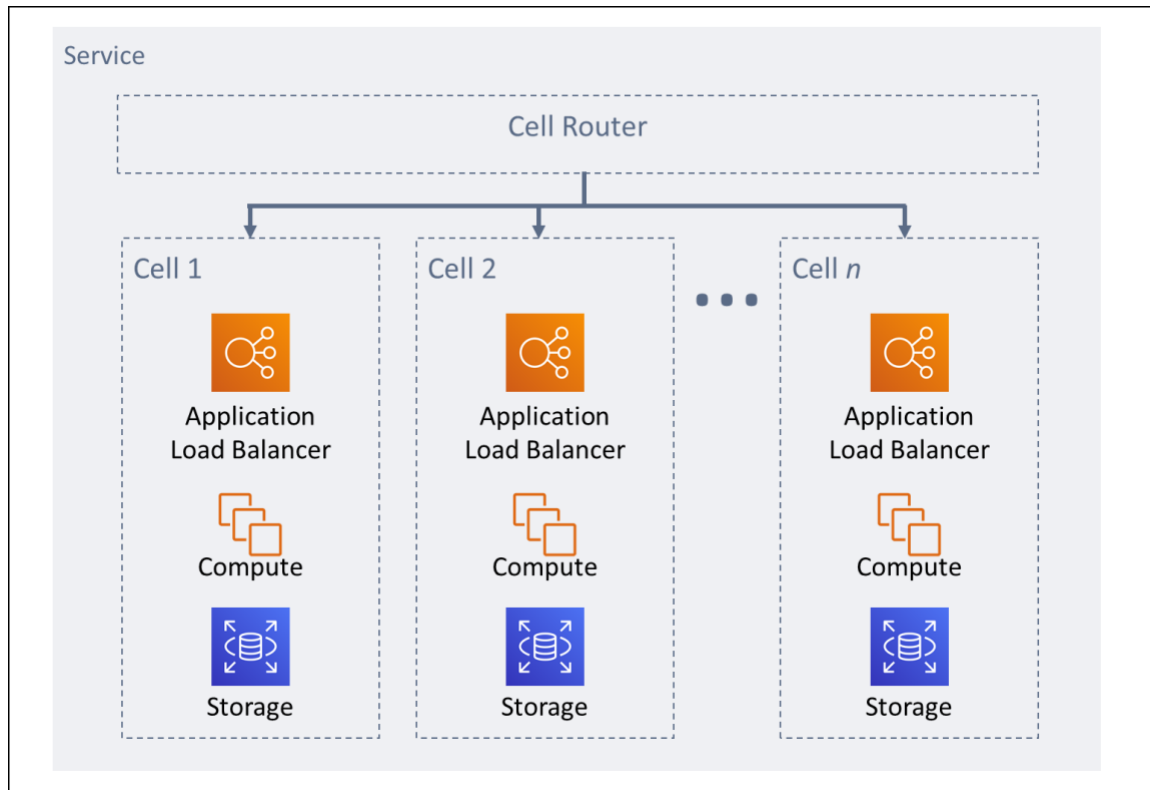 Service
Cell Router
Cell 1
Cell 2
Cell n
Application
Load Balancer
Application
Load Balancer
Application
Load Balancer
Compute
Compute
Compute
Storage
Storage
Storage